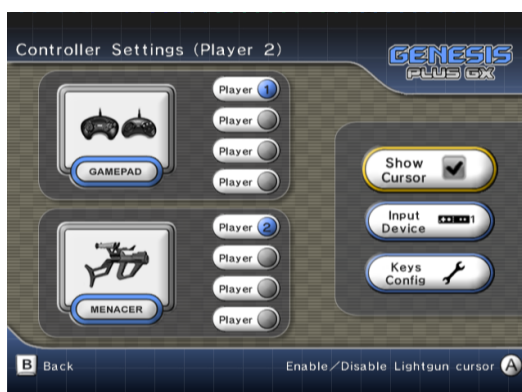 Controller Settings (Player 2)
GENESIS
PLUS GX
Player 1
Player
Player
Player
GAMEPAD
Show
Cursor
Input
Device
1
Keys
Config
Player 2
Player
Player
Player
MENACER
B Back
Enable/Disable Lightgun cursor A